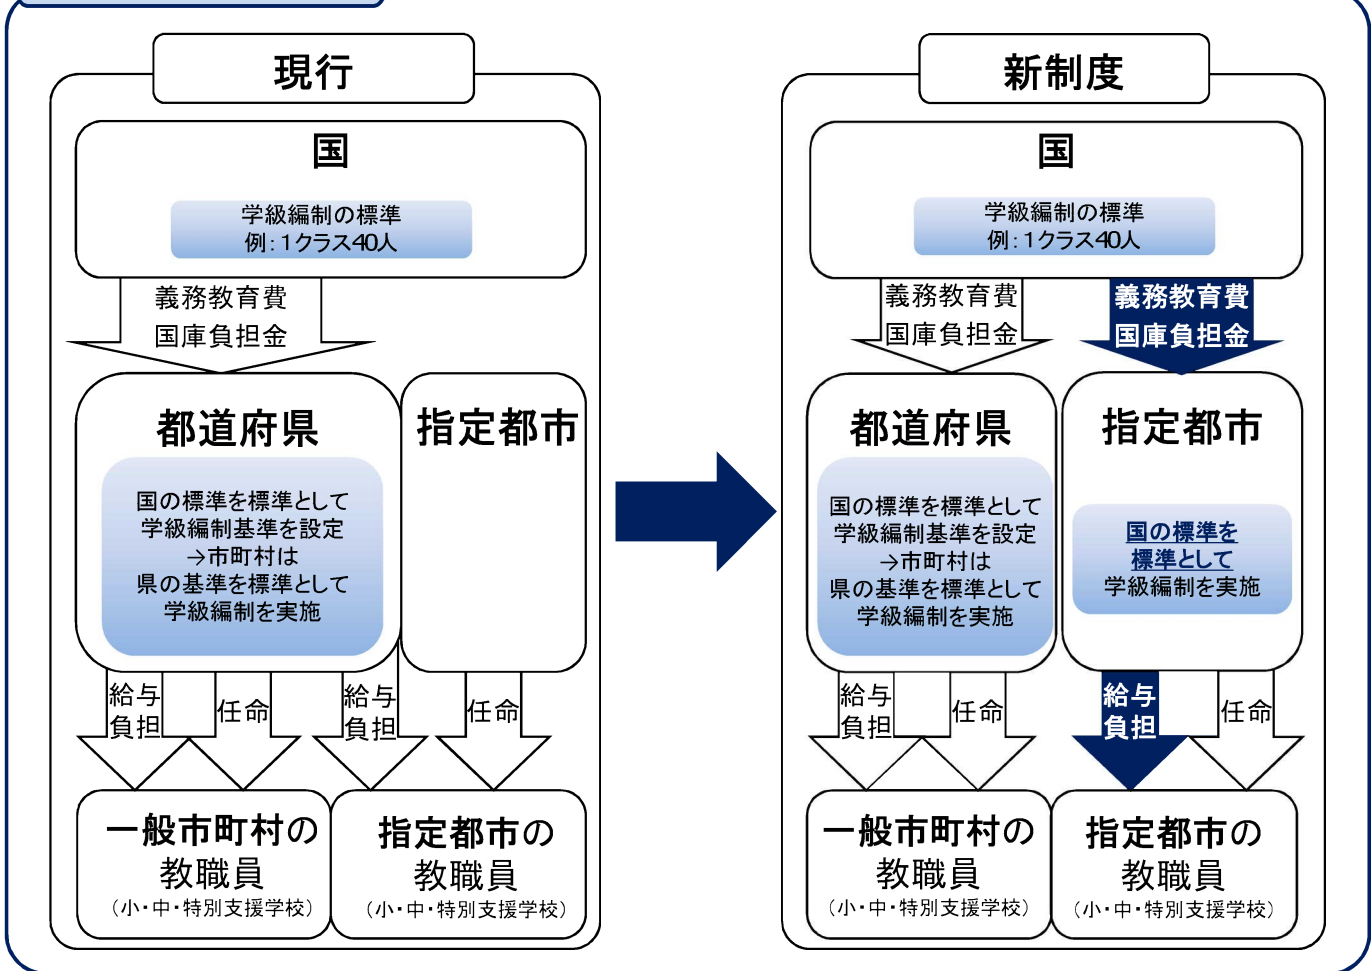 現行
国
学級編制の標準
例：１クラス40人
義務教育費
国庫負担金
都道府県
国の標準を標準として
学級編制基準を設定
→市町村は
県の基準を標準として
学級編制を実施
指定都市
給与
負担
任命
給与
負担
任命
一般市町村の
教職員
（小・中・特別支援学校）
指定都市の
教職員
（小・中・特別支援学校）
新制度
国
学級編制の標準
例：１クラス40人
義務教育費
国庫負担金
義務教育費
国庫負担金
都道府県
国の標準を標準として
学級編制基準を設定
→市町村は
県の基準を標準として
学級編制を実施
指定都市
国の標準を
標準として
学級編制を実施
給与
負担
任命
給与
負担
任命
一般市町村の
教職員
（小・中・特別支援学校）
指定都市の
教職員
（小・中・特別支援学校）